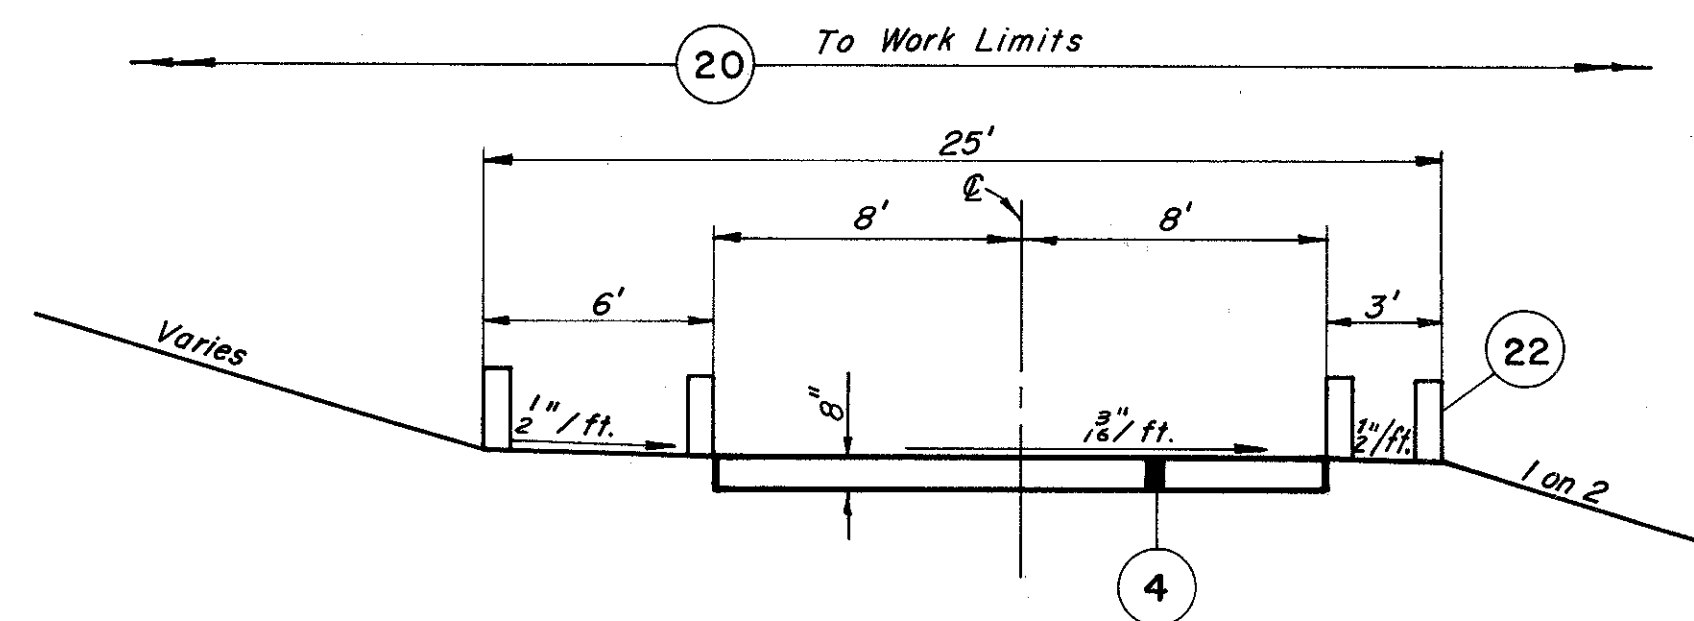 To Work Limits
20
25'
℄
8'
8'
6'
3'
22
Varies
1/2"/ft.
8"
3/16"/ft.
1/2"/ft.
1 on 2
4